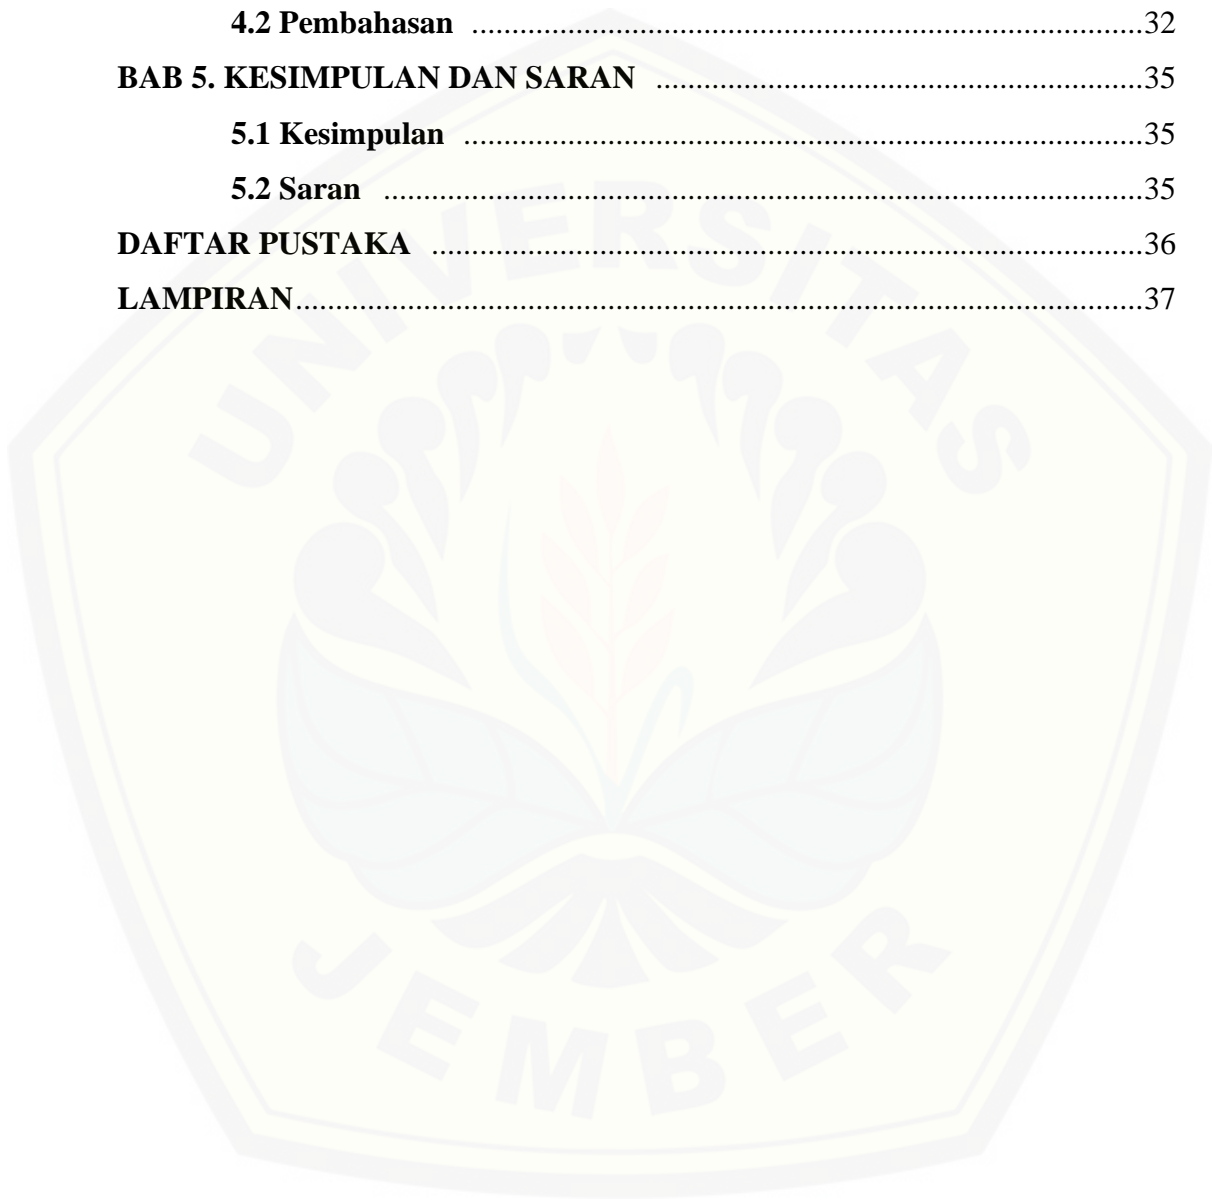 4.2 Pembahasan ....................................................................................32
BAB 5. KESIMPULAN DAN SARAN ............................................................35
5.1 Kesimpulan .....................................................................................35
5.2 Saran ...............................................................................................35
DAFTAR PUSTAKA .........................................................................................36
LAMPIRAN.........................................................................................................37
UNIVERSITAS
JEMBER